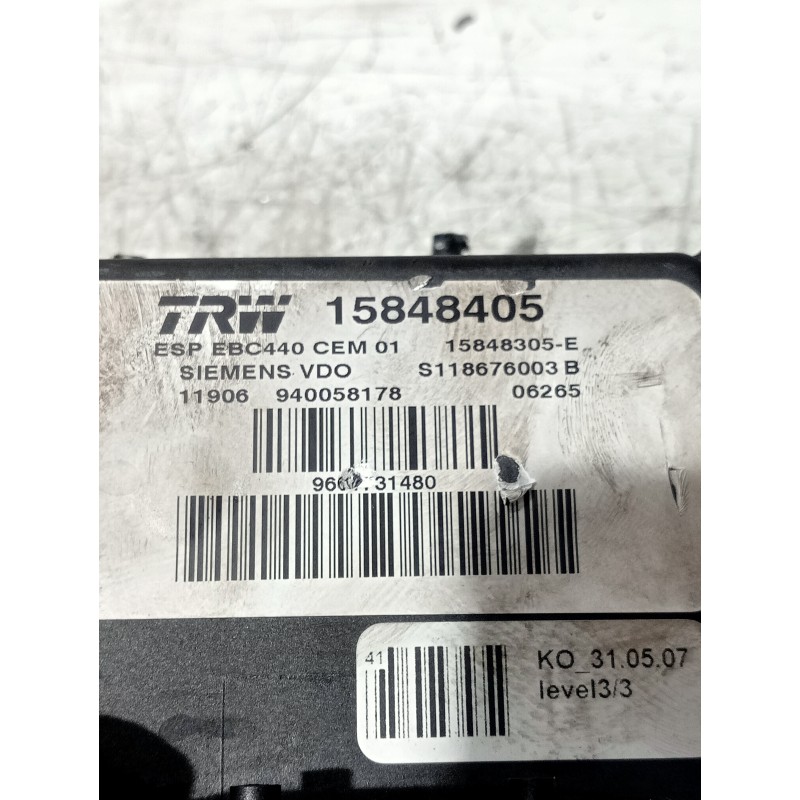 TRW 15848405
ESP EBC440 CEM 01 15848305-E
SIEMENS VDO S118676003 B
11906 940058178 06265
41
KO_31.05.07
level3/3